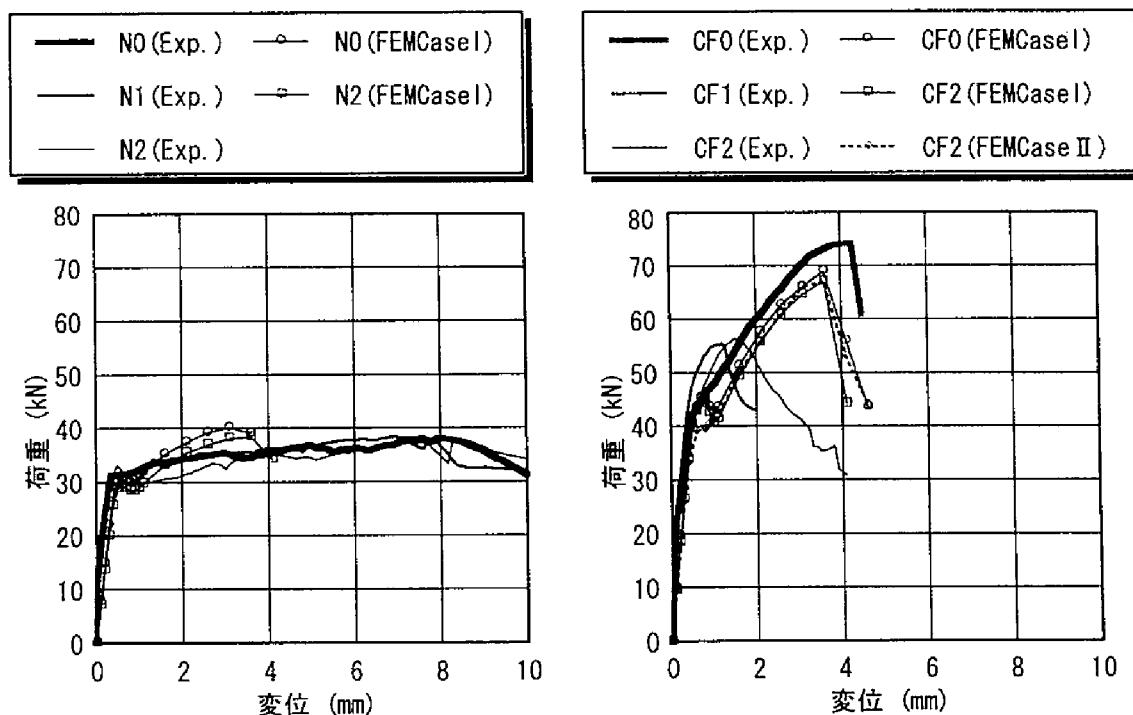 N0(Exp.) N0(FEMCaseI)
N1(Exp.) N2(FEMCaseI)
N2(Exp.)
CF0(Exp.) CF0(FEMCaseI)
CF1(Exp.) CF2(FEMCaseI)
CF2(Exp.) CF2(FEMCaseⅡ)
荷重 (kN)
80
70
60
50
40
30
20
10
0
0 2 4 6 8 10
変位 (mm)
荷重 (kN)
80
70
60
50
40
30
20
10
0
0 2 4 6 8 10
変位 (mm)